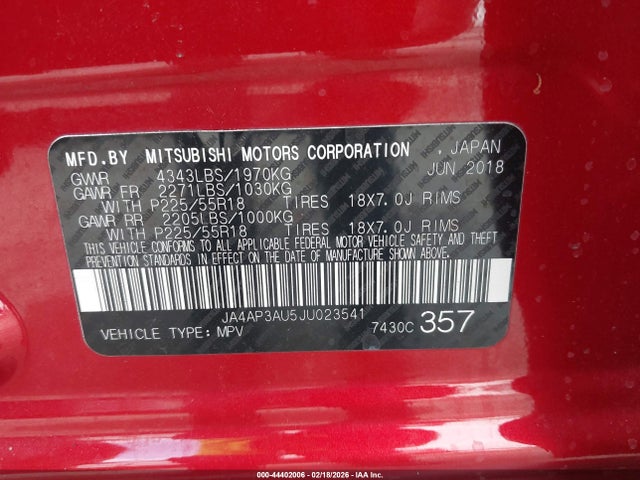 MFD.BY MITSUBISHI MOTORS CORPORATION , JAPAN
GVWR 4343LBS/1970KG JUN 2018
GAWR FR 2271LBS/1030KG
WITH P225/55R18 TIRES 18X7.0J RIMS
GAWR RR 2205LBS/1000KG
WITH P225/55R18 TIRES 18X7.0J RIMS
THIS VEHICLE CONFORMS TO ALL APPLICABLE FEDERAL MOTOR VEHICLE SAFETY AND THEFT
PREVENTION STANDARDS IN EFFECT ON THE DATE OF MANUFACTURE SHOWN ABOVE.
JA4AP3AU5JU023541
VEHICLE TYPE: MPV 7430C 357
000-44402006 - 02/18/2026 - IAA Inc.